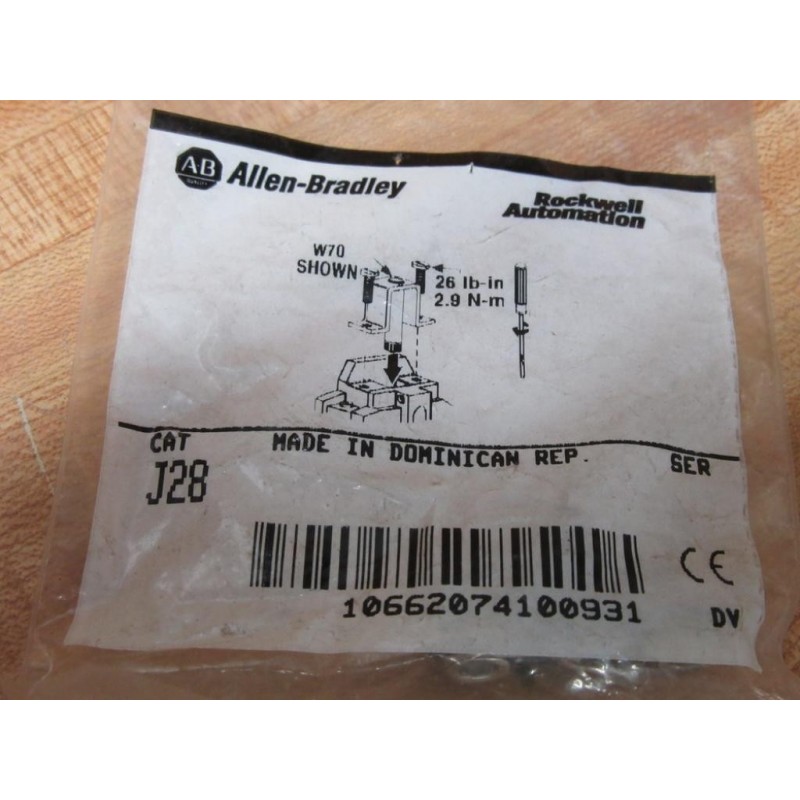 A-B
QUALITY
Allen-Bradley
Rockwell
Automation
W70
SHOWN
26 lb-in
2.9 N-m
CAT
MADE IN DOMINICAN REP.
SER
J28
CE
10662074100931
DV